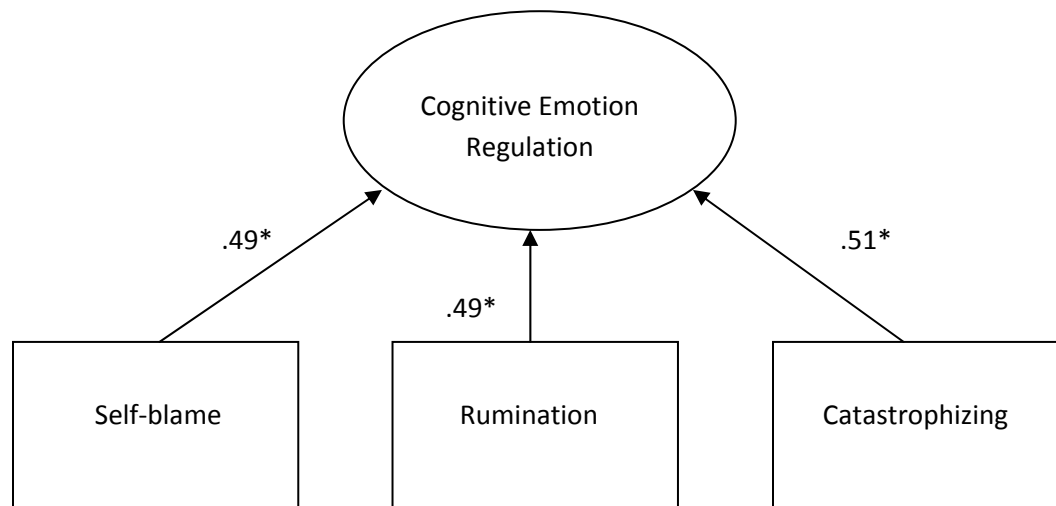 Cognitive Emotion
Regulation
.49*
.51*
.49*
Self-blame
Rumination
Catastrophizing